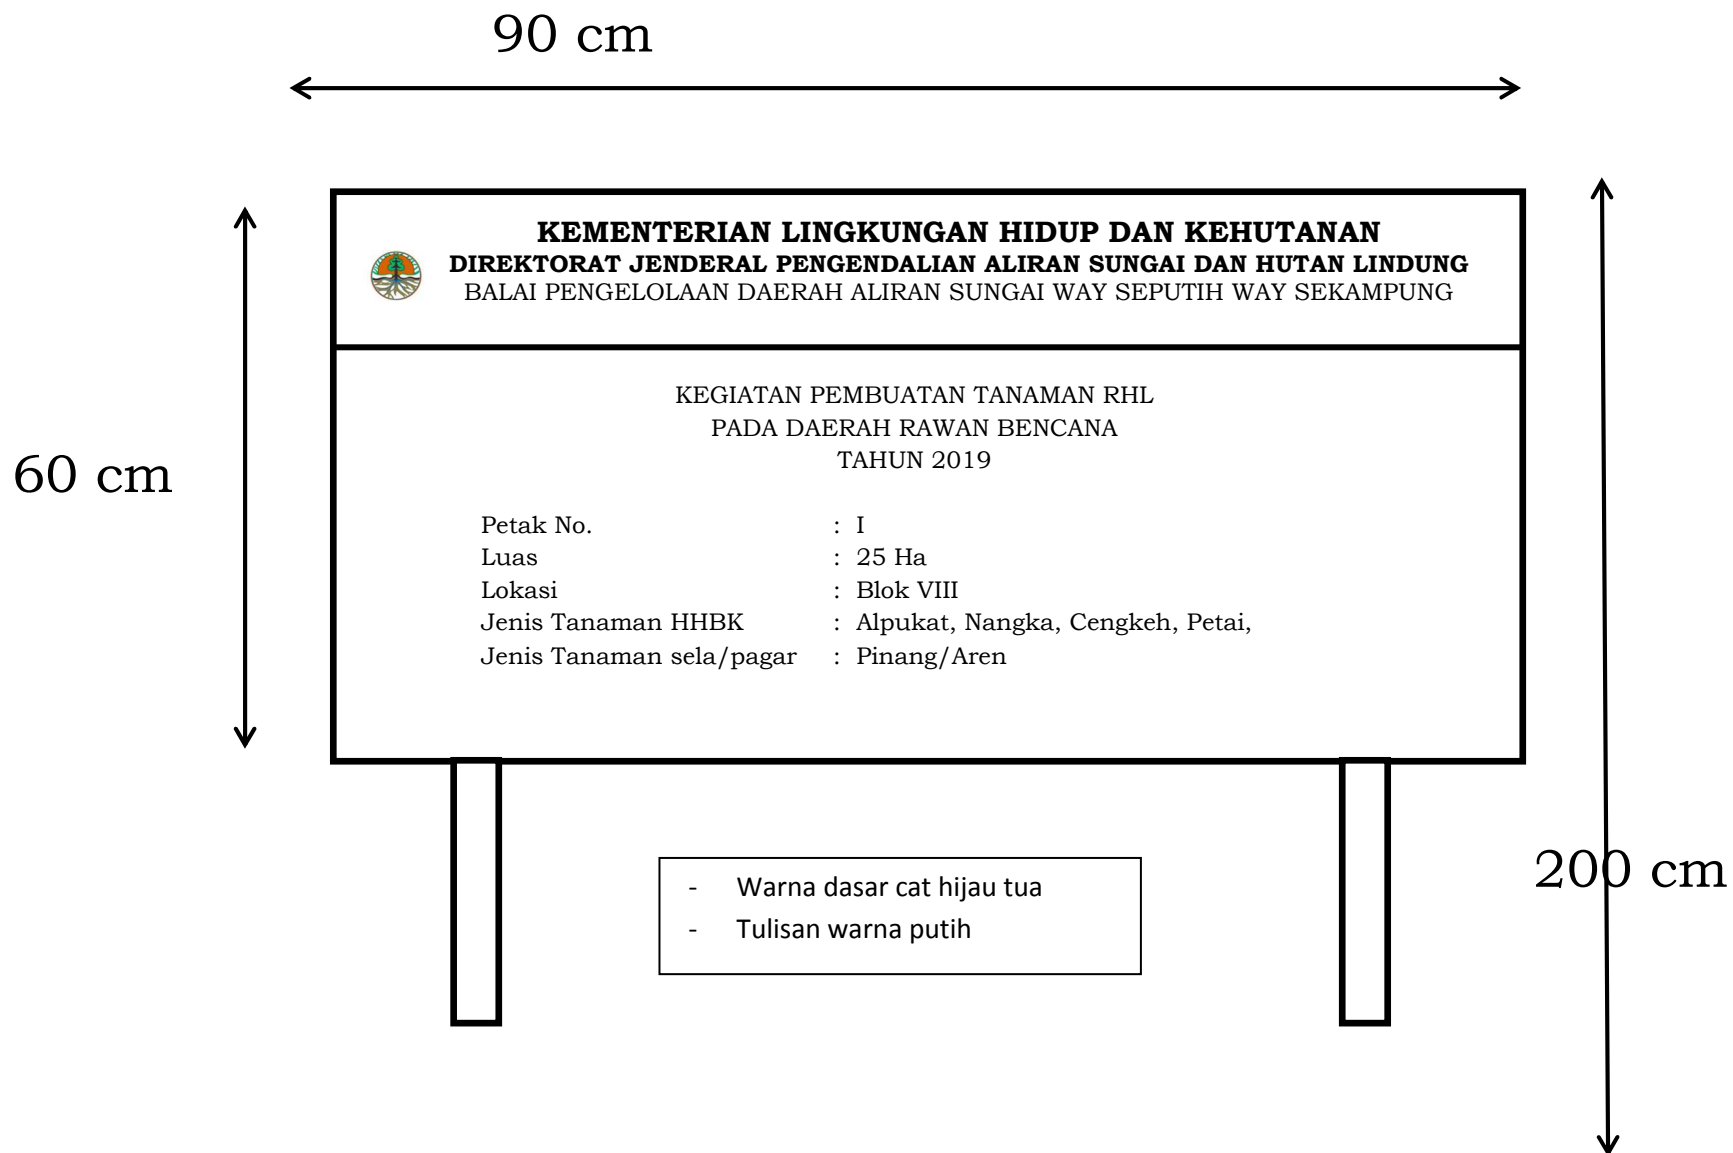 90 cm
KEMENTERIAN LINGKUNGAN HIDUP DAN KEHUTANAN
DIREKTORAT JENDERAL PENGENDALIAN ALIRAN SUNGAI DAN HUTAN LINDUNG
BALAI PENGELOLAAN DAERAH ALIRAN SUNGAI WAY SEPUTIH WAY SEKAMPUNG
KEGIATAN PEMBUATAN TANAMAN RHL
PADA DAERAH RAWAN BENCANA
TAHUN 2019
60 cm
Petak No. : I
Luas : 25 Ha
Lokasi : Blok VIII
Jenis Tanaman HHBK : Alpukat, Nangka, Cengkeh, Petai,
Jenis Tanaman sela/pagar : Pinang/Aren
200 cm
- Warna dasar cat hijau tua
- Tulisan warna putih